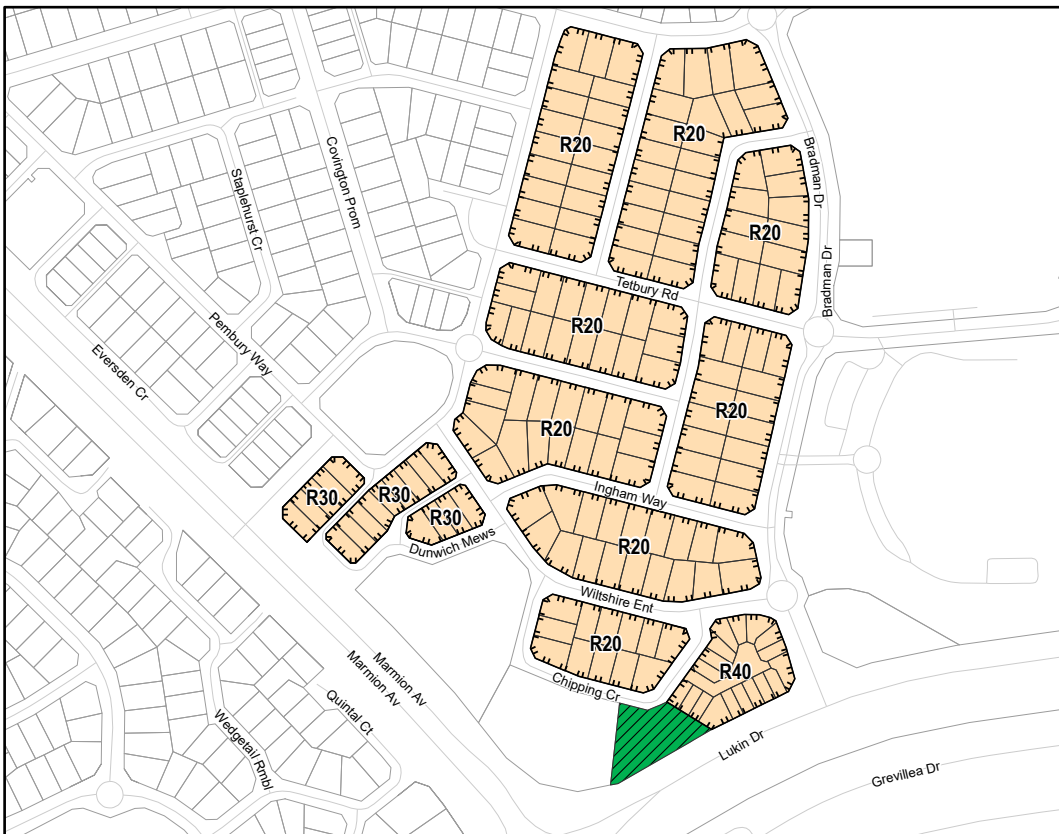 R20
R20
Bradman Dr
Covington Prom
Staplehurst Cr
R20
Bradman Dr
Tetbury Rd
R20
Pembury Way
Eversden Cr
R20
R20
R30
R30
R30
Ingham Way
Dunwich Mews
R20
Wiltshire Ent
R20
R40
Marmion Av
Marmion Av
Chipping Cr
Quintal Ct
Wedgetail Rmbl
Lukin Dr
Grevillea Dr